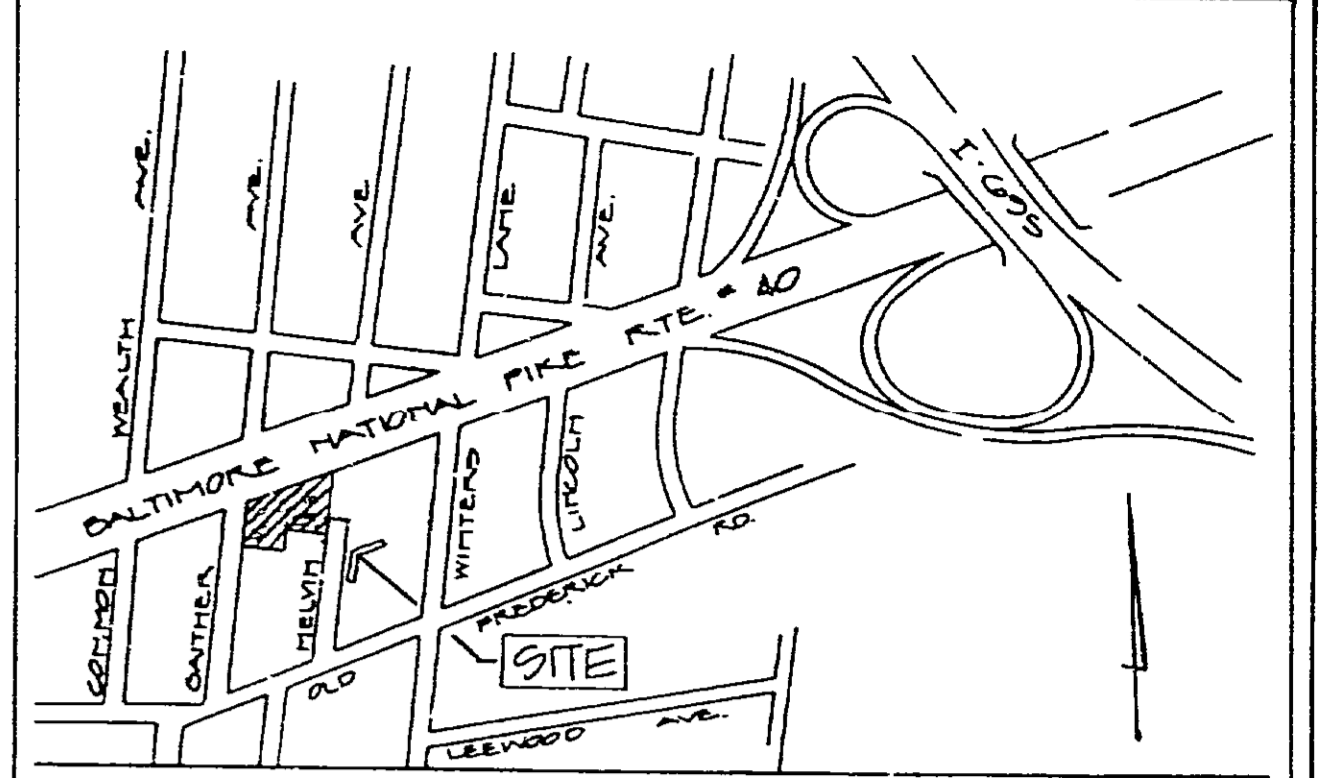 AVE.
AVE.
AVE.
LANE
AVE.
I-695
WEALTH
BALTIMORE NATIONAL PIKE RTE. # 40
COMMON
GAITHER
MELVIN
WINTERS
LINCOLN
OLD FREDERICK RD.
SITE
LEEWOOD AVE.